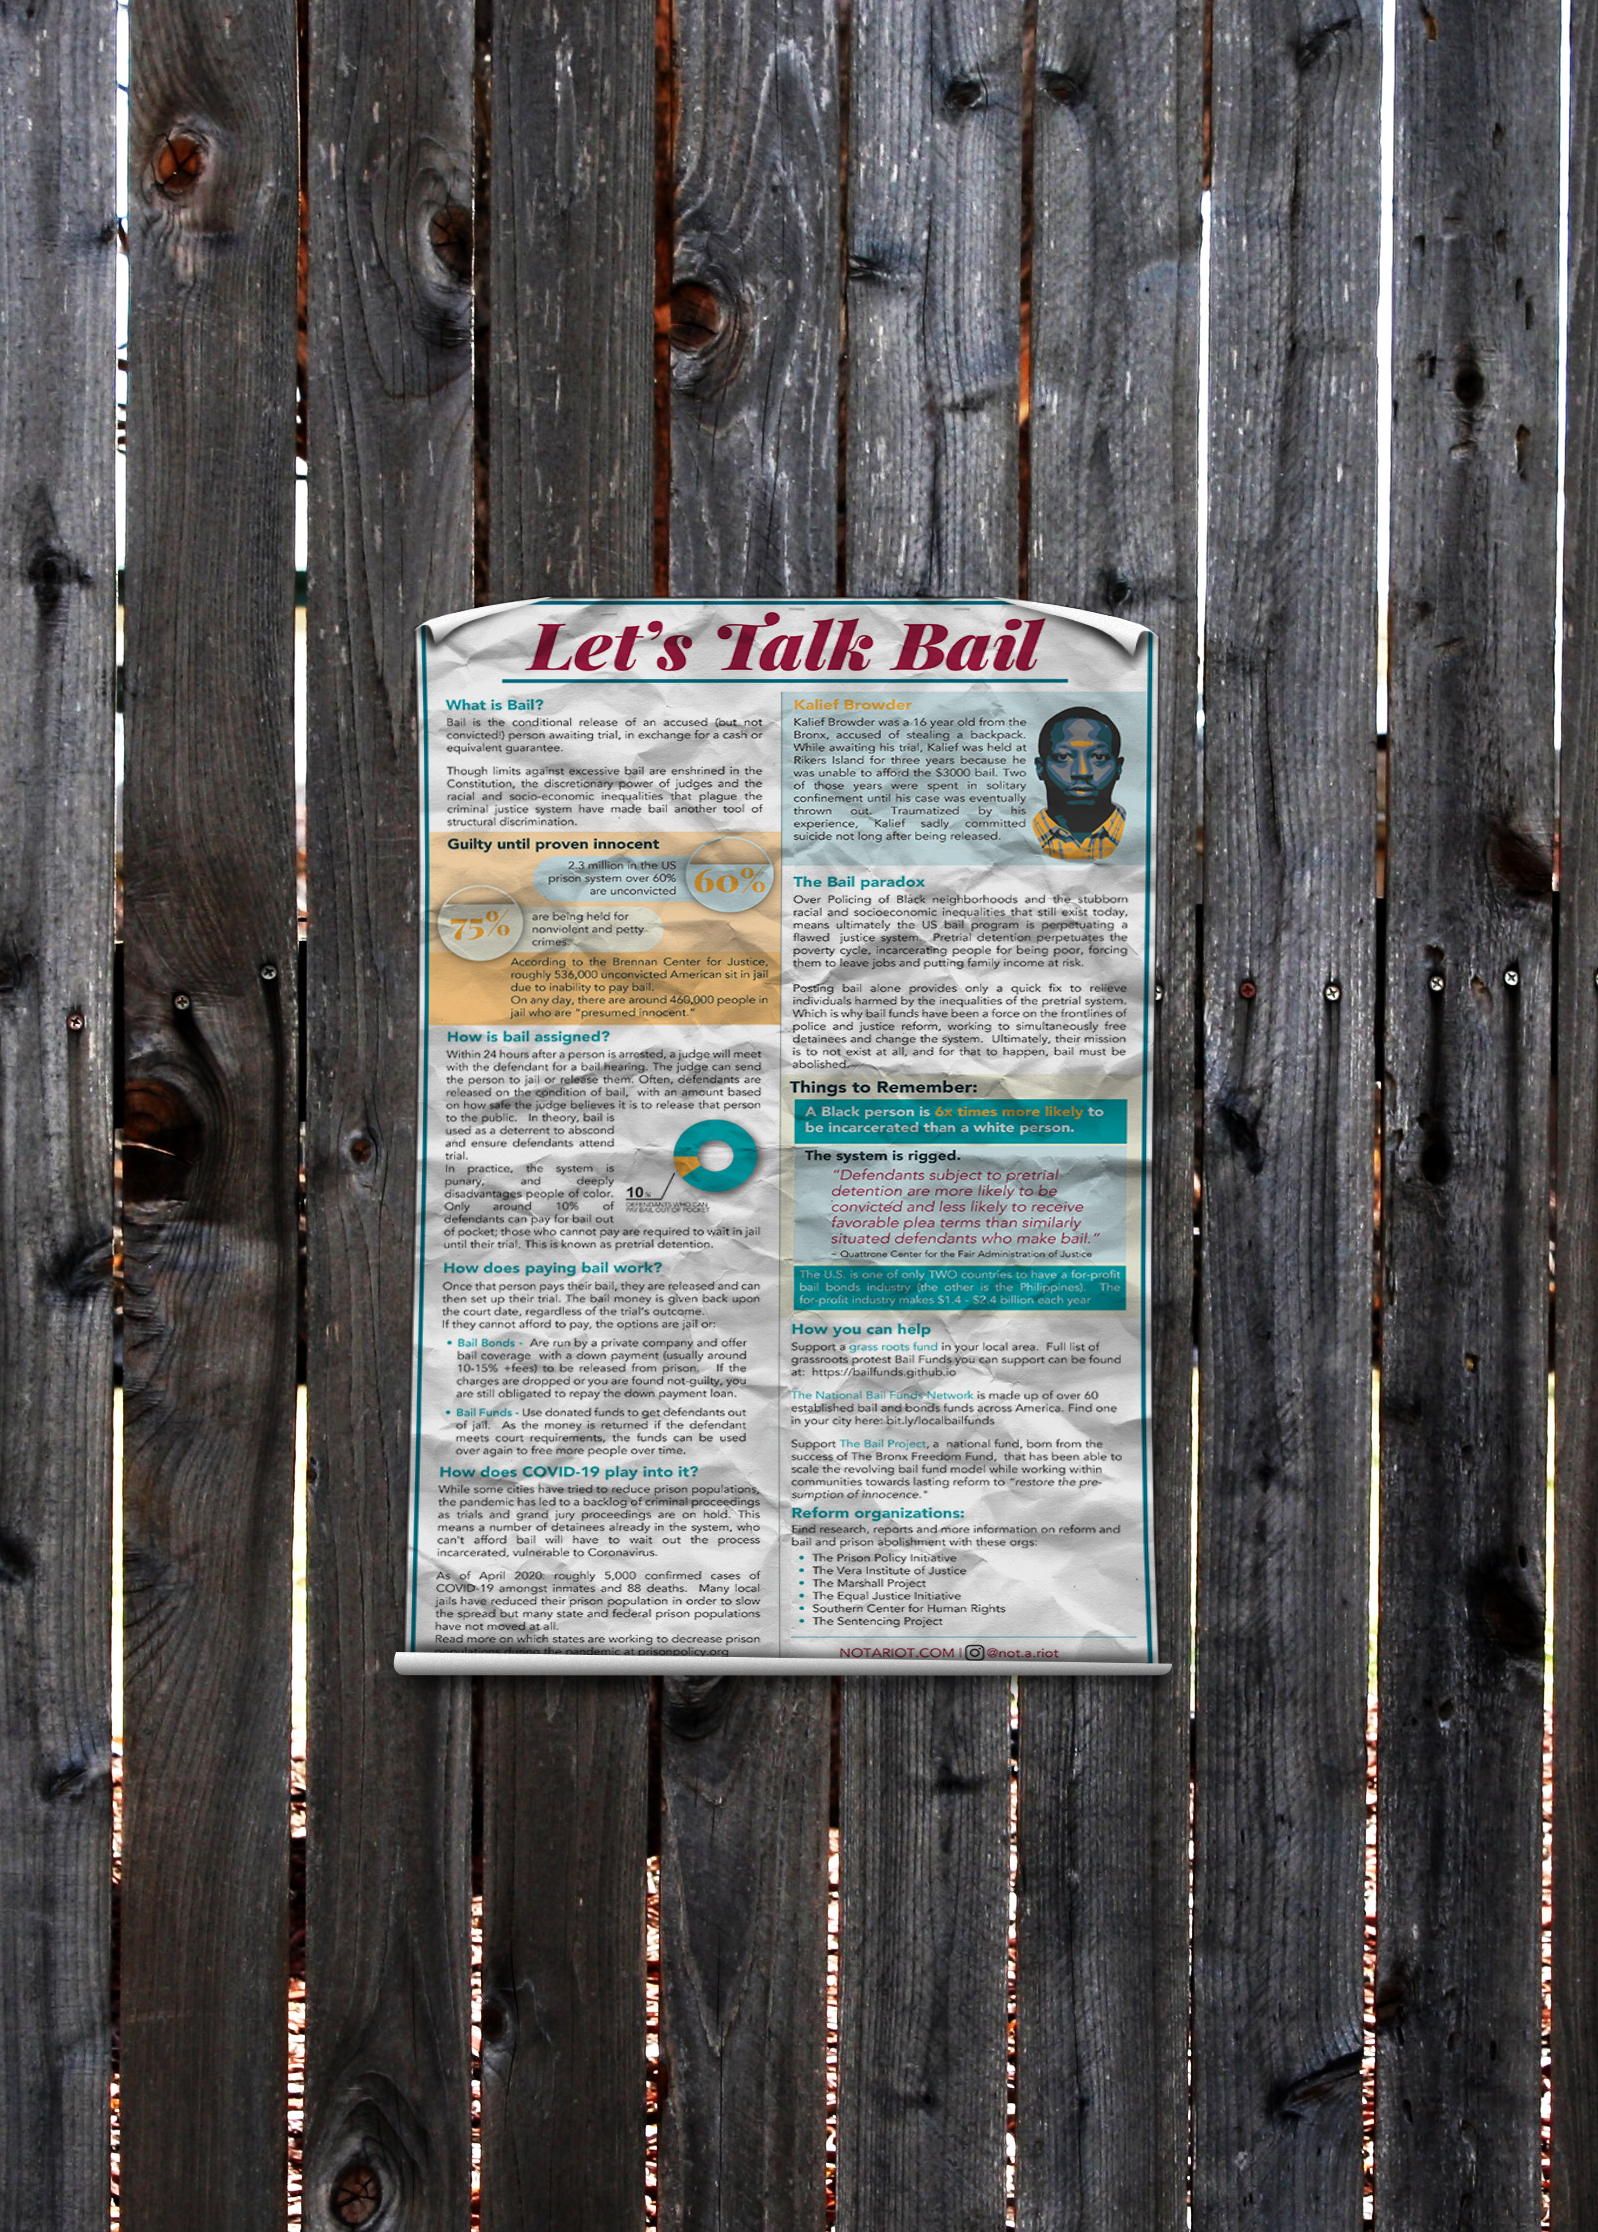 Let's Talk Bail
What is Bail?
Bail is the conditional release of an accused (but not
convicted!) person awaiting trial, in exchange for a cash or
equivalent guarantee.
Though limits against excessive bail are enshrined in the
Constitution, the discretionary power of judges and the
racial and socio-economic inequalities that plague the
criminal justice system have made bail another tool of
structural discrimination.
Guilty until proven innocent
2.3 million in the US
prison system over 60%
are unconvicted
60%
75%
are being held for
nonviolent and petty
crimes.
According to the Brennan Center for Justice,
roughly 536,000 unconvicted American sit in jail
due to inability to pay bail.
On any day, there are around 460,000 people in
jail who are "presumed innocent."
How is bail assigned?
Within 24 hours after a person is arrested, a judge will meet
with the defendant for a bail hearing. The judge can send
the person to jail or release them. Often, defendants are
released on the condition of bail, with an amount based
on how safe the judge believes it is to release that person
to the public. In theory, bail is
used as a deterrent to abscond
and ensure defendants attend
trial.
In practice, the system is
punary, and deeply
disadvantages people of color.
Only around 10% of
defendants can pay for bail out
of pocket; those who cannot pay are required to wait in jail
until their trial. This is known as pretrial detention.
10%
DEFENDANTS WHO CAN
PAY BAIL OUT OF POCKET
How does paying bail work?
Once that person pays their bail, they are released and can
then set up their trial. The bail money is given back upon
the court date, regardless of the trial's outcome.
If they cannot afford to pay, the options are jail or:
• Bail Bonds - Are run by a private company and offer
bail coverage with a down payment (usually around
10-15% +fees) to be released from prison. If the
charges are dropped or you are found not-guilty, you
are still obligated to repay the down payment loan.
• Bail Funds - Use donated funds to get defendants out
of jail. As the money is returned if the defendant
meets court requirements, the funds can be used
over again to free more people over time.
How does COVID-19 play into it?
While some cities have tried to reduce prison populations,
the pandemic has led to a backlog of criminal proceedings
as trials and grand jury proceedings are on hold. This
means a number of detainees already in the system, who
can't afford bail will have to wait out the process
incarcerated, vulnerable to Coronavirus.
As of April 2020: roughly 5,000 confirmed cases of
COVID-19 amongst inmates and 88 deaths. Many local
jails have reduced their prison population in order to slow
the spread but many state and federal prison populations
have not moved at all.
Read more on which states are working to decrease prison
populations during the pandemic at prisonpolicy.org
Kalief Browder
Kalief Browder was a 16 year old from the
Bronx, accused of stealing a backpack.
While awaiting his trial, Kalief was held at
Rikers Island for three years because he
was unable to afford the $3000 bail. Two
of those years were spent in solitary
confinement until his case was eventually
thrown out. Traumatized by his
experience, Kalief sadly committed
suicide not long after being released.
The Bail paradox
Over Policing of Black neighborhoods and the stubborn
racial and socioeconomic inequalities that still exist today,
means ultimately the US bail program is perpetuating a
flawed justice system. Pretrial detention perpetuates the
poverty cycle, incarcerating people for being poor, forcing
them to leave jobs and putting family income at risk.
Posting bail alone provides only a quick fix to relieve
individuals harmed by the inequalities of the pretrial system.
Which is why bail funds have been a force on the frontlines of
police and justice reform, working to simultaneously free
detainees and change the system. Ultimately, their mission
is to not exist at all, and for that to happen, bail must be
abolished.
Things to Remember:
A Black person is 6x times more likely to
be incarcerated than a white person.
The system is rigged.
"Defendants subject to pretrial
detention are more likely to be
convicted and less likely to receive
favorable plea terms than similarly
situated defendants who make bail."
~ Quattrone Center for the Fair Administration of Justice
The U.S. is one of only TWO countries to have a for-profit
bail bonds industry (the other is the Philippines). The
for-profit industry makes $1.4 - $2.4 billion each year
How you can help
Support a grass roots fund in your local area. Full list of
grassroots protest Bail Funds you can support can be found
at: https://bailfunds.github.io
The National Bail Funds Network is made up of over 60
established bail and bonds funds across America. Find one
in your city here: bit.ly/localbailfunds
Support The Bail Project, a national fund, born from the
success of The Bronx Freedom Fund, that has been able to
scale the revolving bail fund model while working within
communities towards lasting reform to "restore the pre-
sumption of innocence."
Reform organizations:
Find research, reports and more information on reform and
bail and prison abolishment with these orgs:
• The Prison Policy Initiative
• The Vera Institute of Justice
• The Marshall Project
• The Equal Justice Initiative
• Southern Center for Human Rights
• The Sentencing Project
NOTARIOT.COM | @not.a.riot